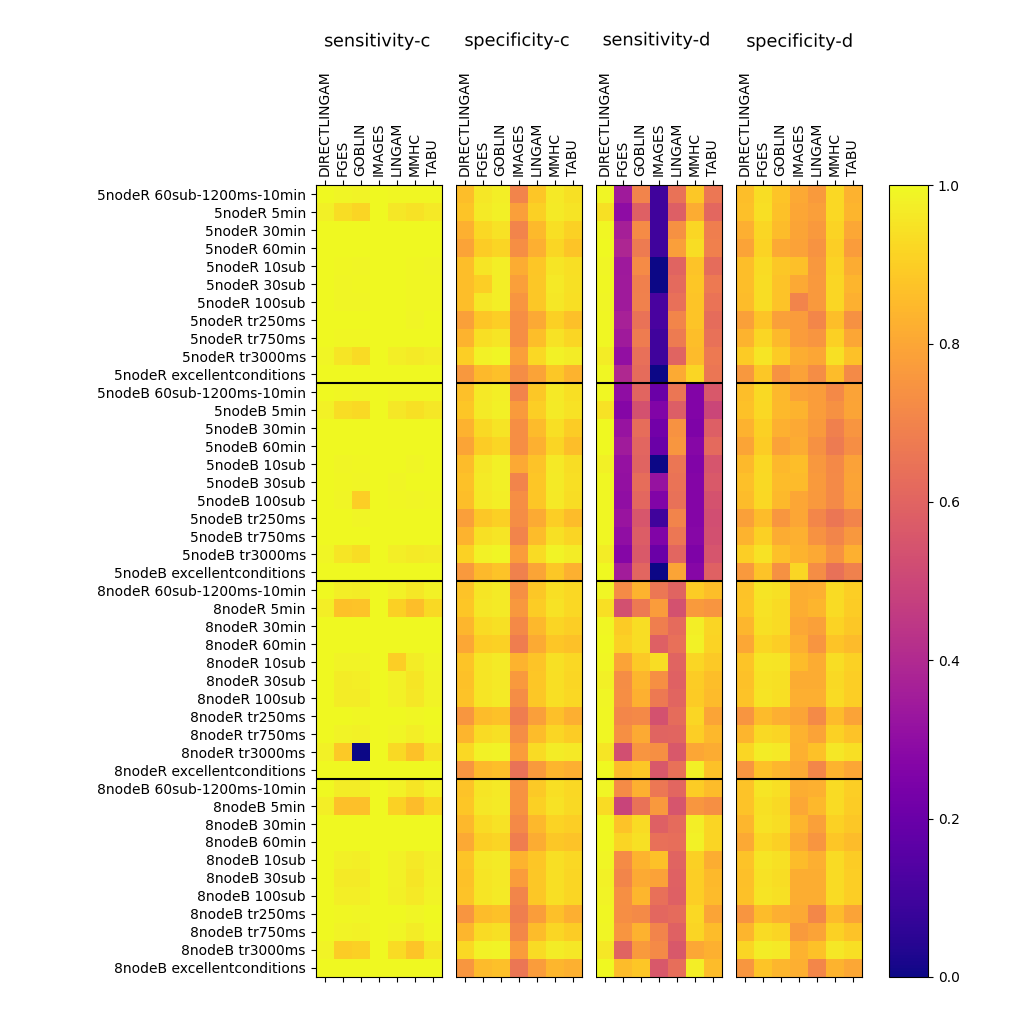 sensitivity-c specificity-c sensitivity-d specificity-d
DIRECTLINGAM FGES GOBLIN IMAGES LINGAM MMHC TABU DIRECTLINGAM FGES GOBLIN IMAGES LINGAM MMHC TABU DIRECTLINGAM FGES GOBLIN IMAGES LINGAM MMHC TABU DIRECTLINGAM FGES GOBLIN IMAGES LINGAM MMHC TABU
5nodeR 60sub-1200ms-10min
5nodeR 5min
5nodeR 30min
5nodeR 60min
5nodeR 10sub
5nodeR 30sub
5nodeR 100sub
5nodeR tr250ms
5nodeR tr750ms
5nodeR tr3000ms
5nodeR excellentconditions
5nodeB 60sub-1200ms-10min
5nodeB 5min
5nodeB 30min
5nodeB 60min
5nodeB 10sub
5nodeB 30sub
5nodeB 100sub
5nodeB tr250ms
5nodeB tr750ms
5nodeB tr3000ms
5nodeB excellentconditions
8nodeR 60sub-1200ms-10min
8nodeR 5min
8nodeR 30min
8nodeR 60min
8nodeR 10sub
8nodeR 30sub
8nodeR 100sub
8nodeR tr250ms
8nodeR tr750ms
8nodeR tr3000ms
8nodeR excellentconditions
8nodeB 60sub-1200ms-10min
8nodeB 5min
8nodeB 30min
8nodeB 60min
8nodeB 10sub
8nodeB 30sub
8nodeB 100sub
8nodeB tr250ms
8nodeB tr750ms
8nodeB tr3000ms
8nodeB excellentconditions
1.0
0.8
0.6
0.4
0.2
0.0